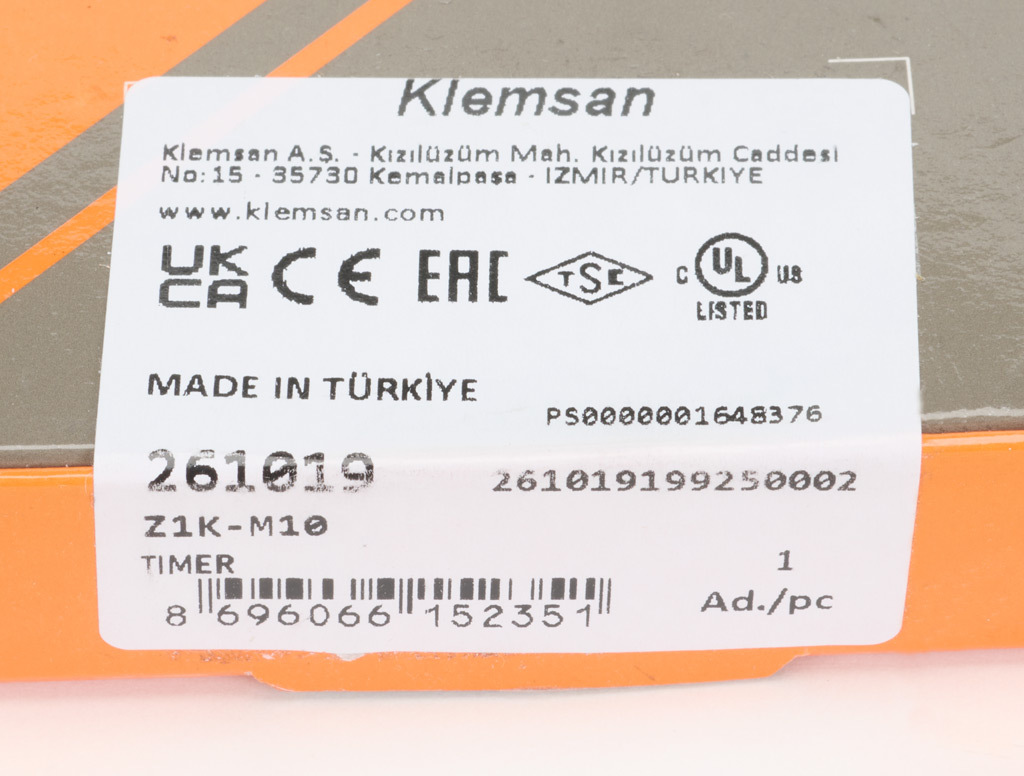 Klemsan
Klemsan A.Ş. - Kızılüzüm Mah. Kızılüzüm Caddesi
No:15 - 35730 Kemalpaşa - IZMIR/TURKIYE
www.klemsan.com
UK CA CE EAC TSE C UL US
LISTED
MADE IN TÜRKİYE
PS0000001648376
261019 261019199250002
Z1K-M10
TIMER
1
Ad./pc
8 696066 152351